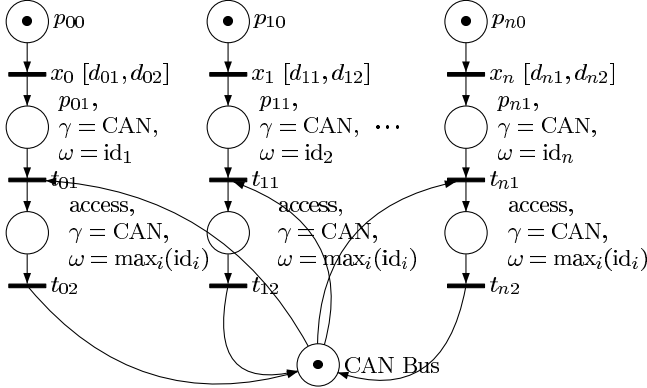 p₀₀ p₁₀ pₙ₀
x₀ [d₀₁, d₀₂] x₁ [d₁₁, d₁₂] xₙ [dₙ₁, dₙ₂]
p₀₁, p₁₁, pₙ₁,
γ = CAN, γ = CAN, ⋯ γ = CAN,
ω = id₁ ω = id₂ ω = idₙ
t₀₁ t₁₁ tₙ₁
access, access, access,
γ = CAN, γ = CAN, γ = CAN,
ω = maxᵢ(idᵢ) ω = maxᵢ(idᵢ) ω = maxᵢ(idᵢ)
t₀₂ t₁₂ tₙ₂
CAN Bus